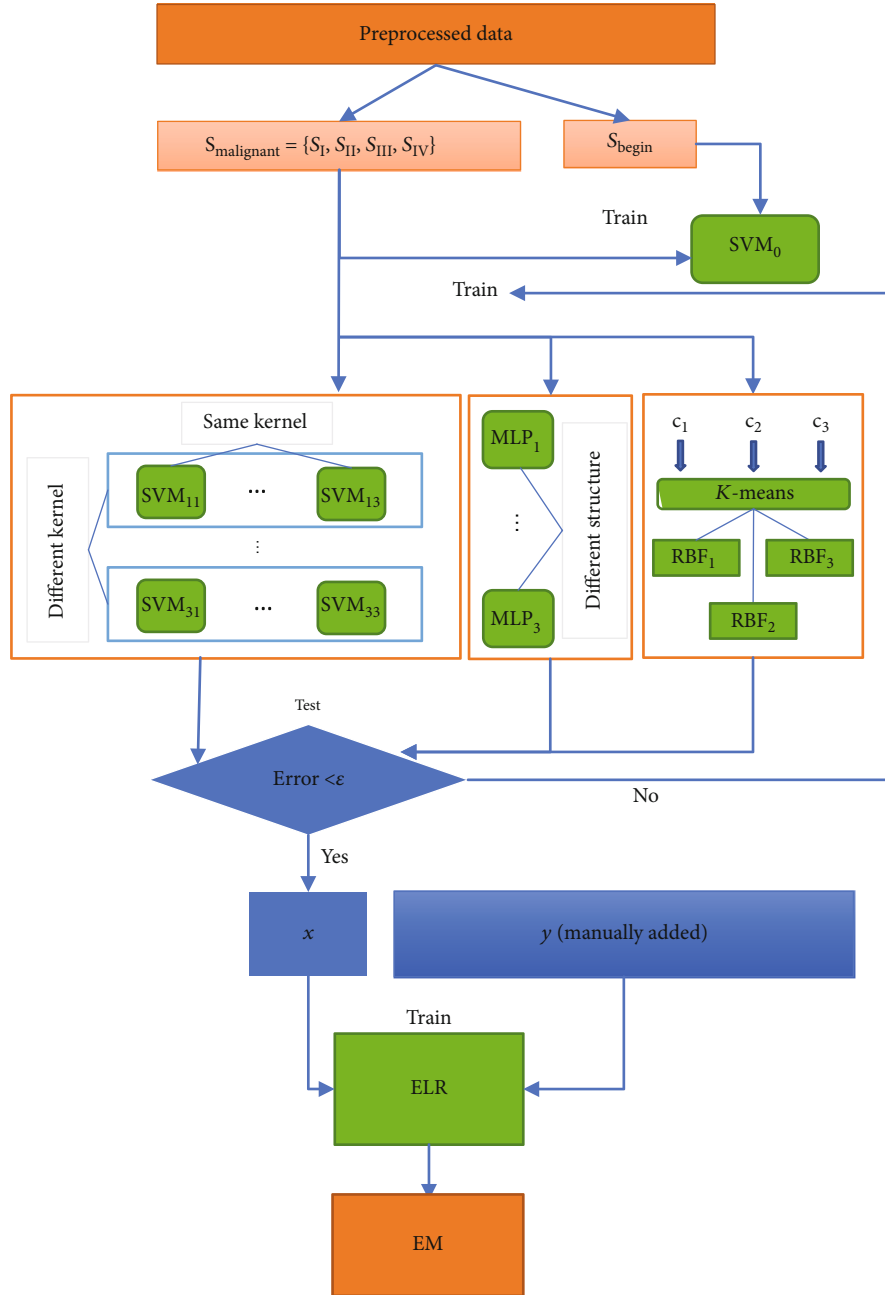 Preprocessed data
S_malignant = {S_I, S_II, S_III, S_IV}
S_begin
Train
SVM_0
Train
Same kernel
Different kernel
SVM_11
...
SVM_13
⋮
SVM_31
...
SVM_33
MLP_1
⋮
MLP_3
Different structure
c_1
c_2
c_3
K-means
RBF_1
RBF_3
RBF_2
Test
Error <ε
No
Yes
x
y (manually added)
Train
ELR
EM